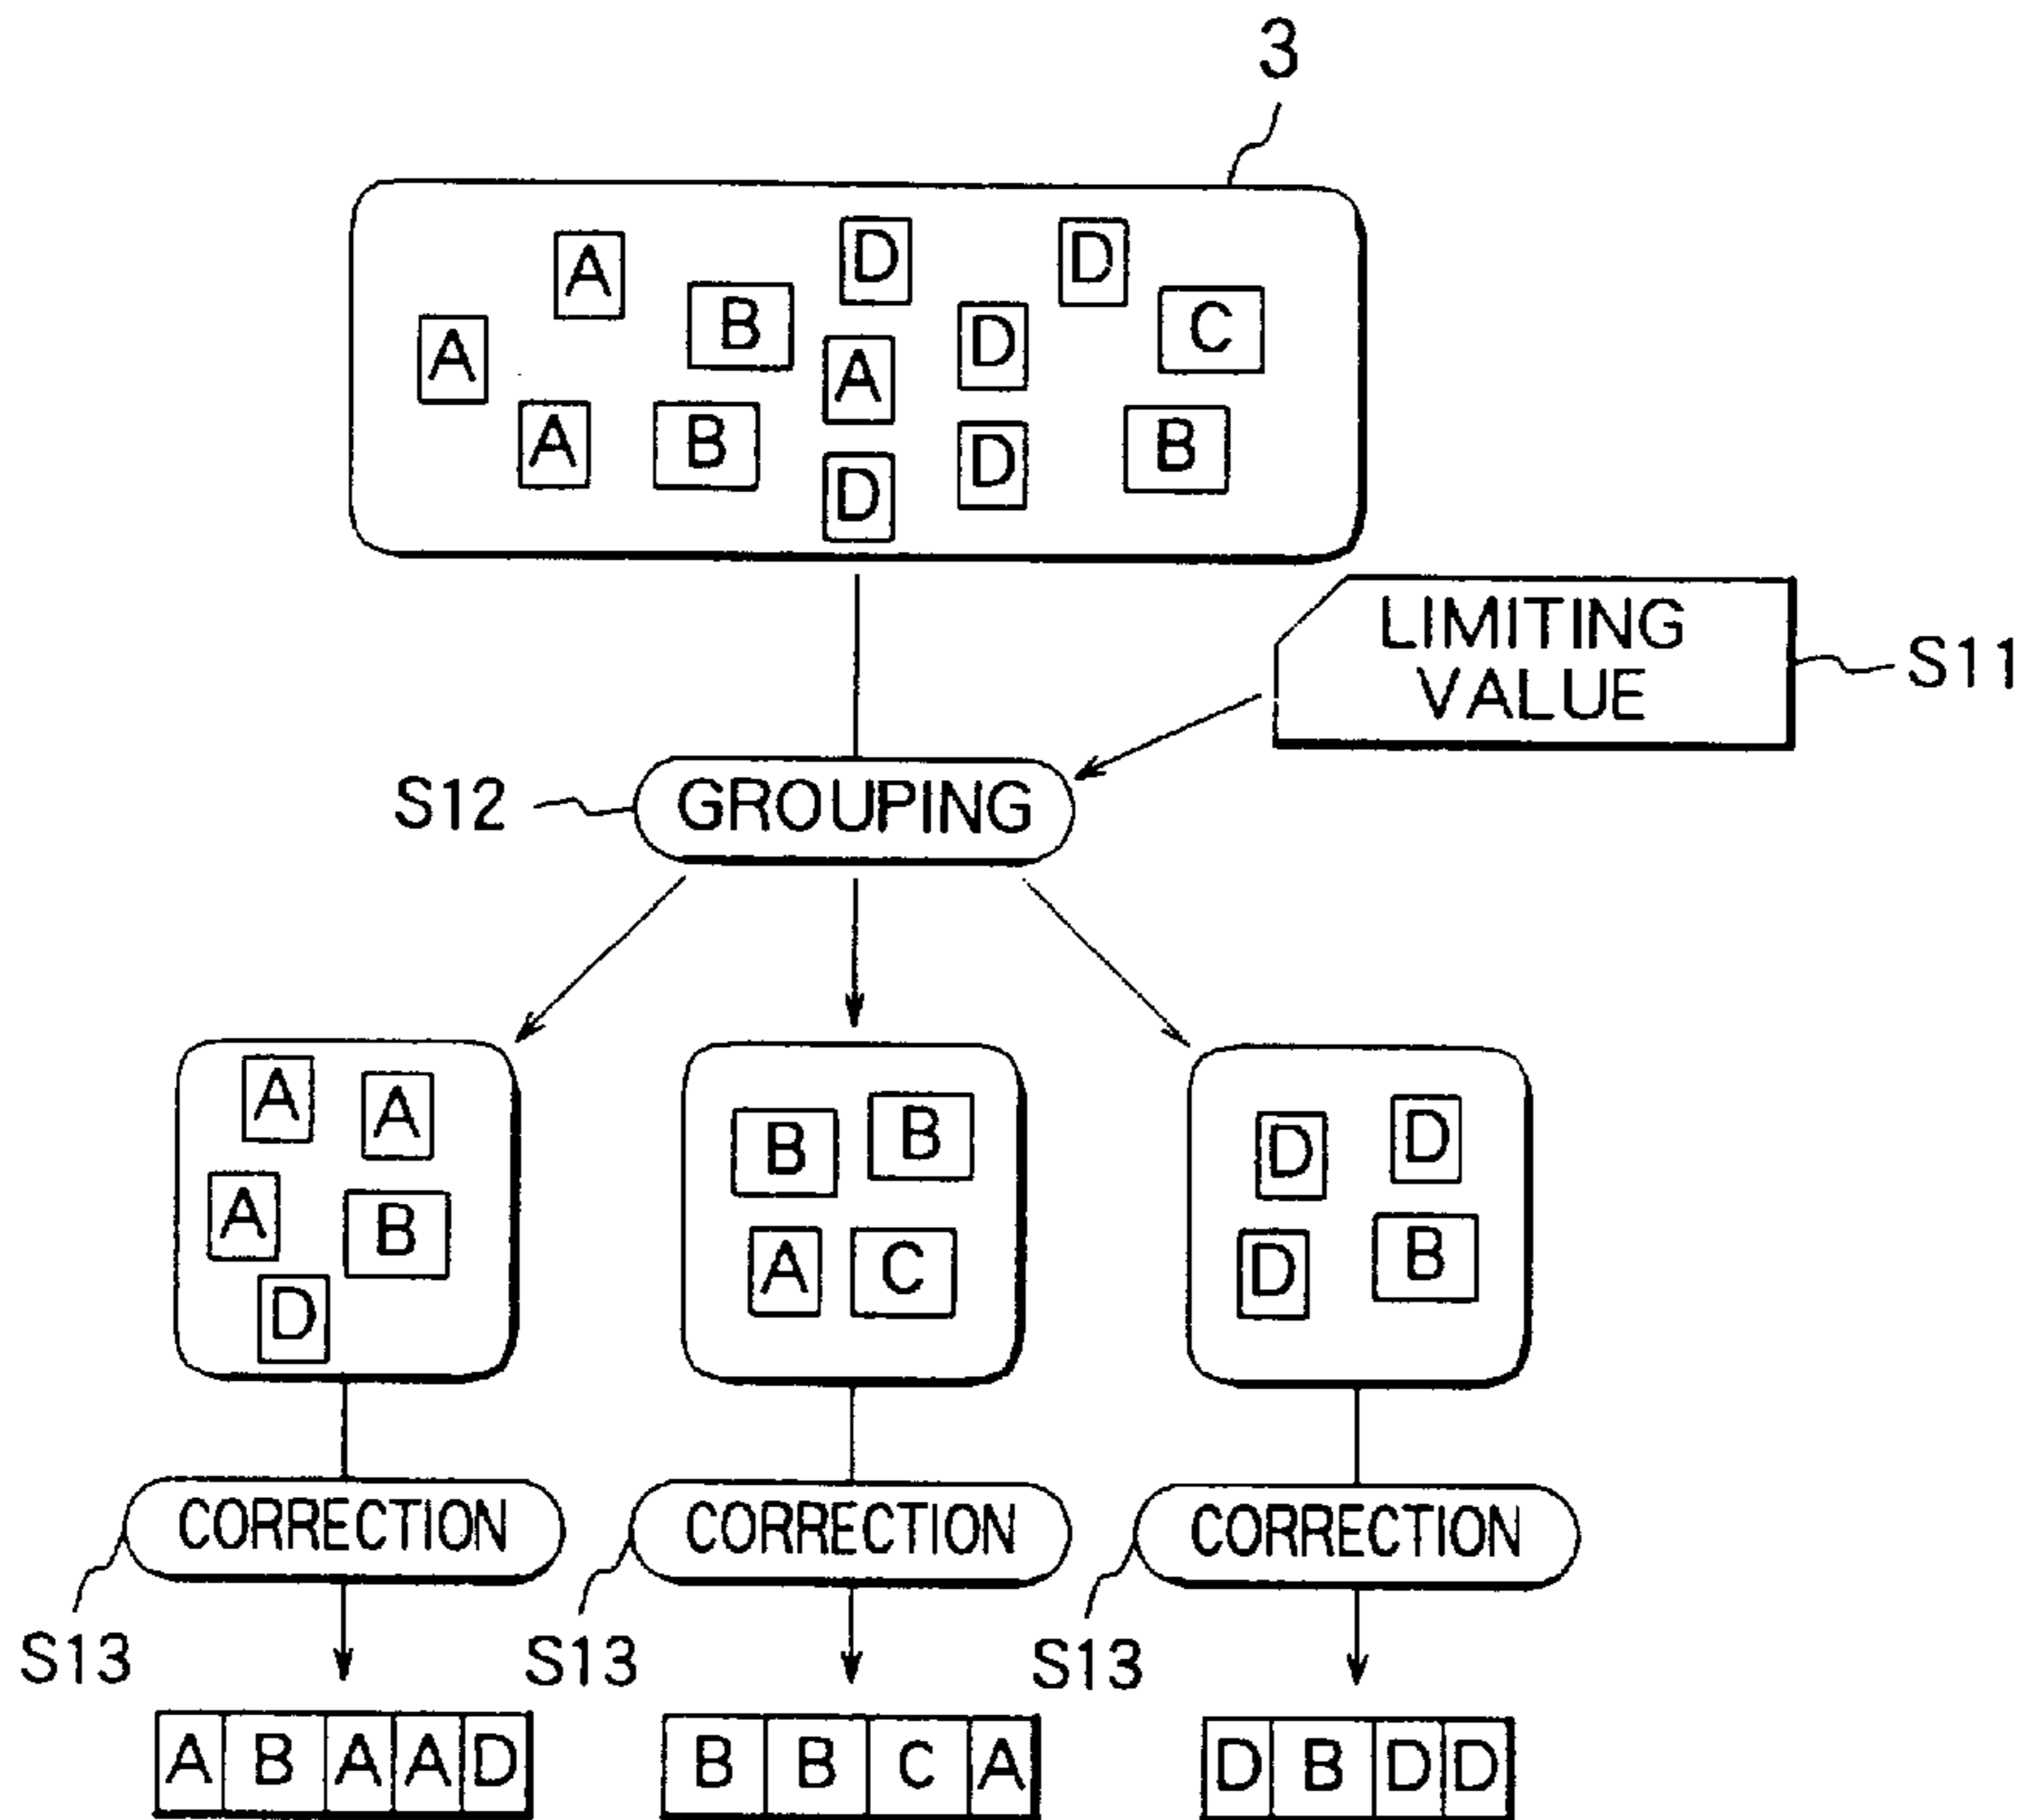 3
A D D
A B D C
A A B A D D B
LIMITING
VALUE
S11
S12 GROUPING
A A
A B
D
B B
A C
D D
D B
CORRECTION CORRECTION CORRECTION
S13 S13 S13
A B A A D
B B C A
D B D D